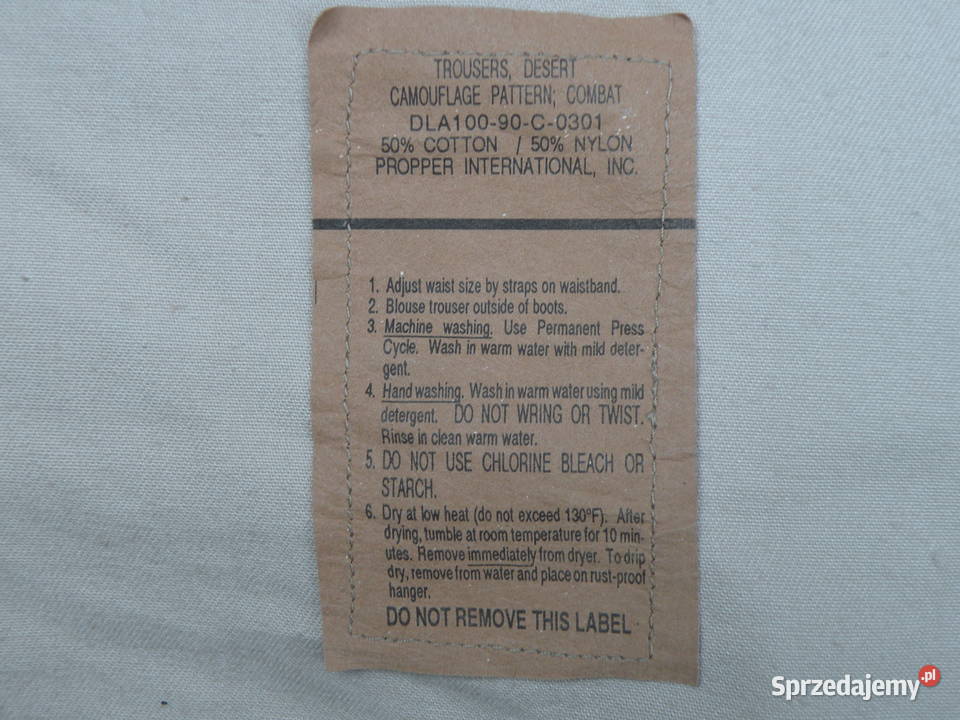 TROUSERS, DESERT
CAMOUFLAGE PATTERN; COMBAT
DLA100-90-C-0301
50% COTTON / 50% NYLON
PROPPER INTERNATIONAL, INC.
1. Adjust waist size by straps on waistband.
2. Blouse trouser outside of boots.
3. Machine washing. Use Permanent Press
Cycle. Wash in warm water with mild deter-
gent.
4. Hand washing. Wash in warm water using mild
detergent. DO NOT WRING OR TWIST.
Rinse in clean warm water.
5. DO NOT USE CHLORINE BLEACH OR
STARCH.
6. Dry at low heat (do not exceed 130ºF). After
drying, tumble at room temperature for 10 min-
utes. Remove immediately from dryer. To drip
dry, remove from water and place on rust-proof
hanger.
DO NOT REMOVE THIS LABEL
Sprzedajemy.pl